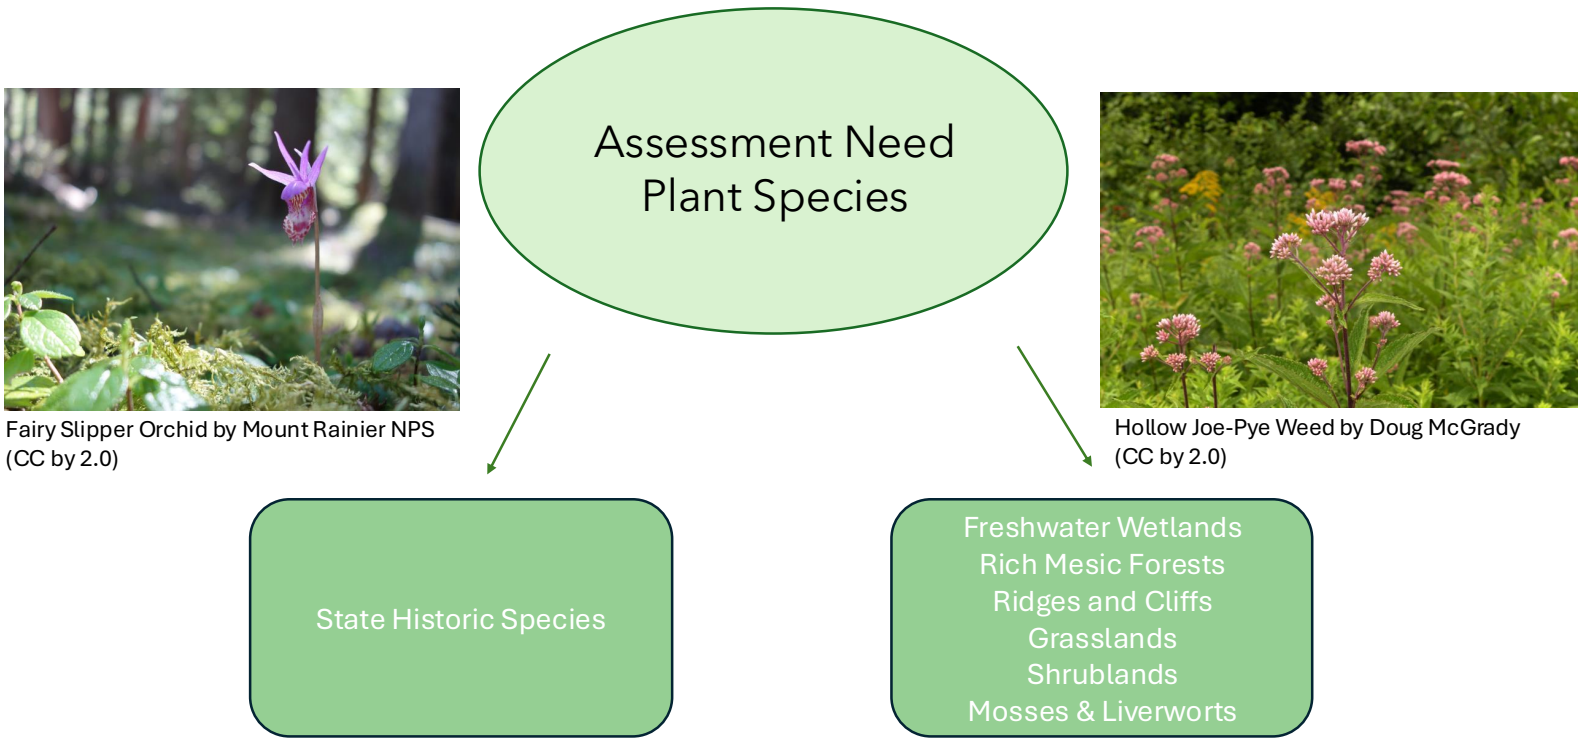 Assessment Need
Plant Species
Fairy Slipper Orchid by Mount Rainier NPS
(CC by 2.0)
Hollow Joe-Pye Weed by Doug McGrady
(CC by 2.0)
State Historic Species
Freshwater Wetlands
Rich Mesic Forests
Ridges and Cliffs
Grasslands
Shrublands
Mosses & Liverworts